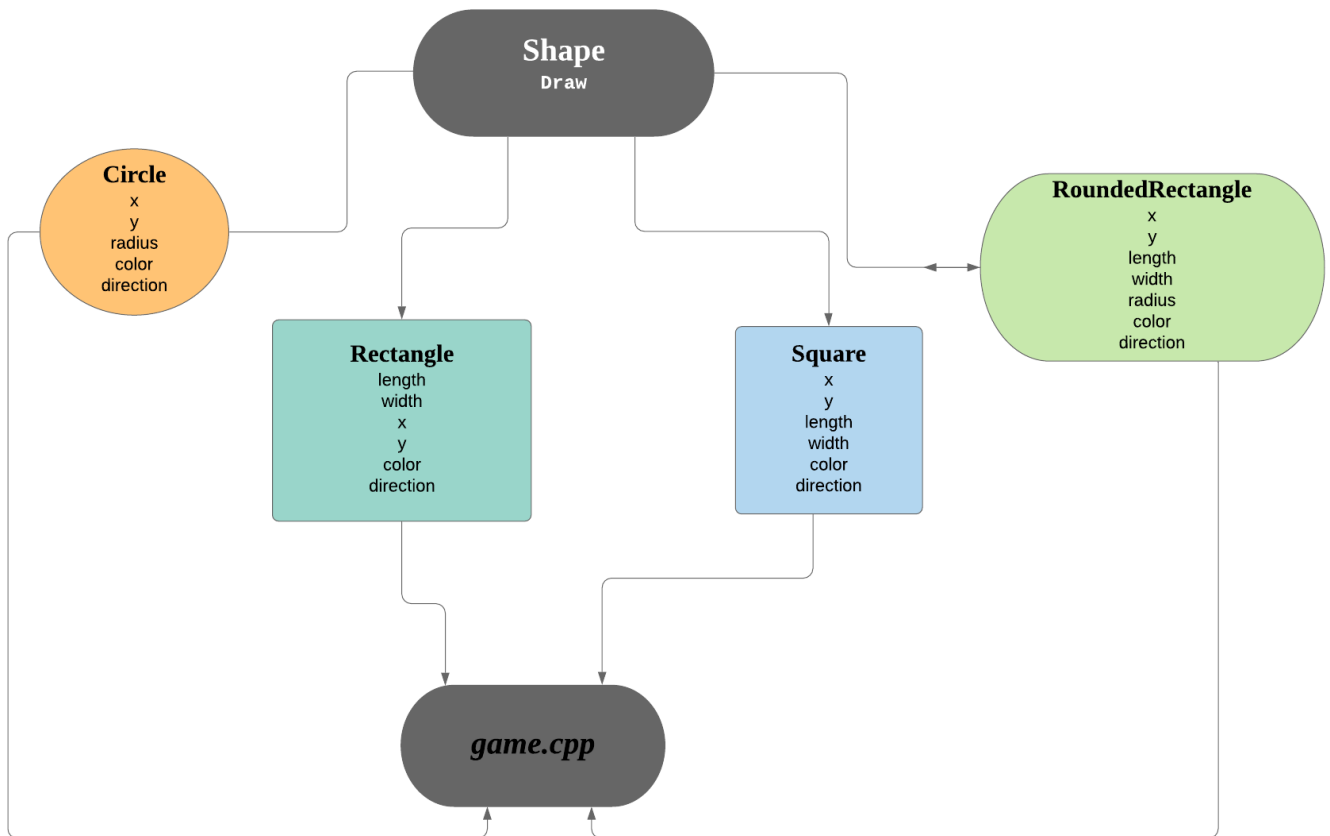 Shape
Draw
Circle
x
y
radius
color
direction
RoundedRectangle
x
y
length
width
radius
color
direction
Rectangle
length
width
x
y
color
direction
Square
x
y
length
width
color
direction
game.cpp